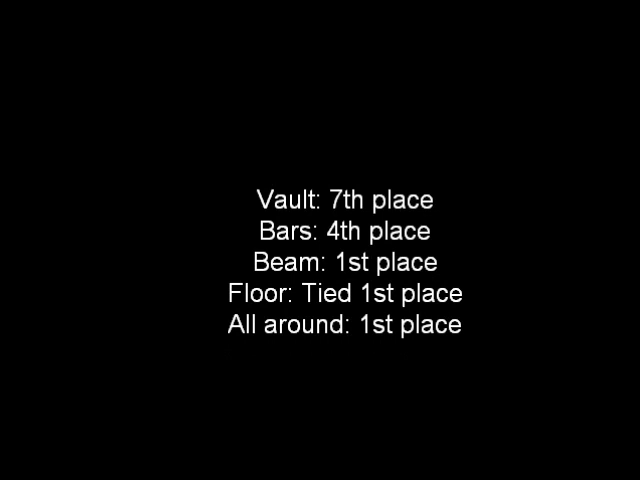 Vault: 7th place
Bars: 4th place
Beam: 1st place
Floor: Tied 1st place
All around: 1st place